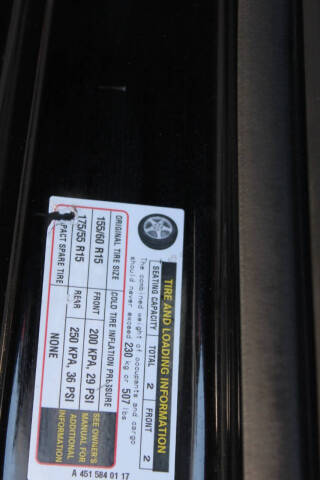 TIRE AND LOADING INFORMATION
SEATING CAPACITY TOTAL 2 FRONT 2
The combined weight of occupants and cargo
should never exceed 230 kg or 507 lbs
ORIGINAL TIRE SIZE COLD TIRE INFLATION PRESSURE
155/60 R15 FRONT 200 KPA, 29 PSI
175/55 R15 REAR 250 KPA, 36 PSI
PACT SPARE TIRE NONE
SEE OWNER'S
MANUAL FOR
ADDITIONAL
INFORMATION
A 451 584 01 17